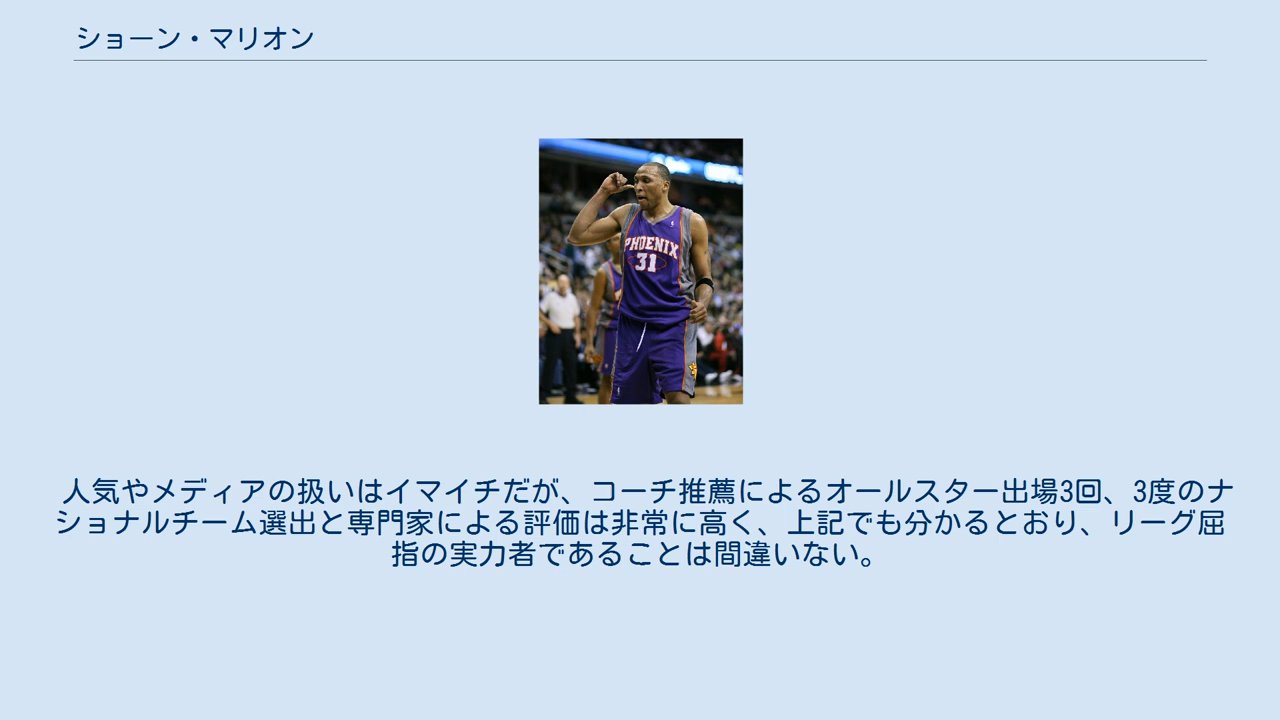 ショーン・マリオン
PHOENIX
31
人気やメディアの扱いはイマイチだが、コーチ推薦によるオールスター出場3回、3度のナ
ショナルチーム選出と専門家による評価は非常に高く、上記でも分かるとおり、リーグ屈
指の実力者であることは間違いない。